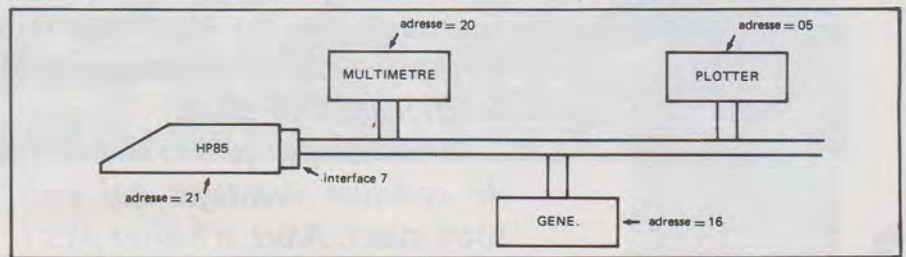 adresse = 20
adresse = 05
MULTIMETRE
PLOTTER
HP85
interface 7
adresse = 21
GENE.
adresse = 16